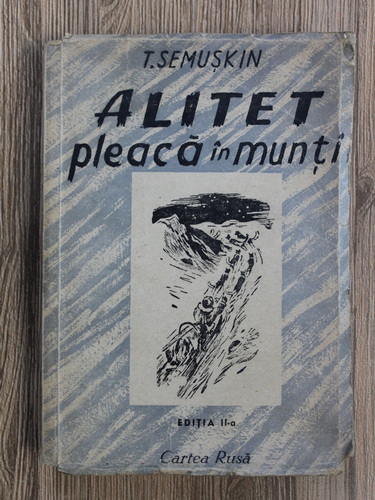 T. SEMUȘKIN
ALITET
pleacă în munți
EDIȚIA II-a
Cartea Rusă